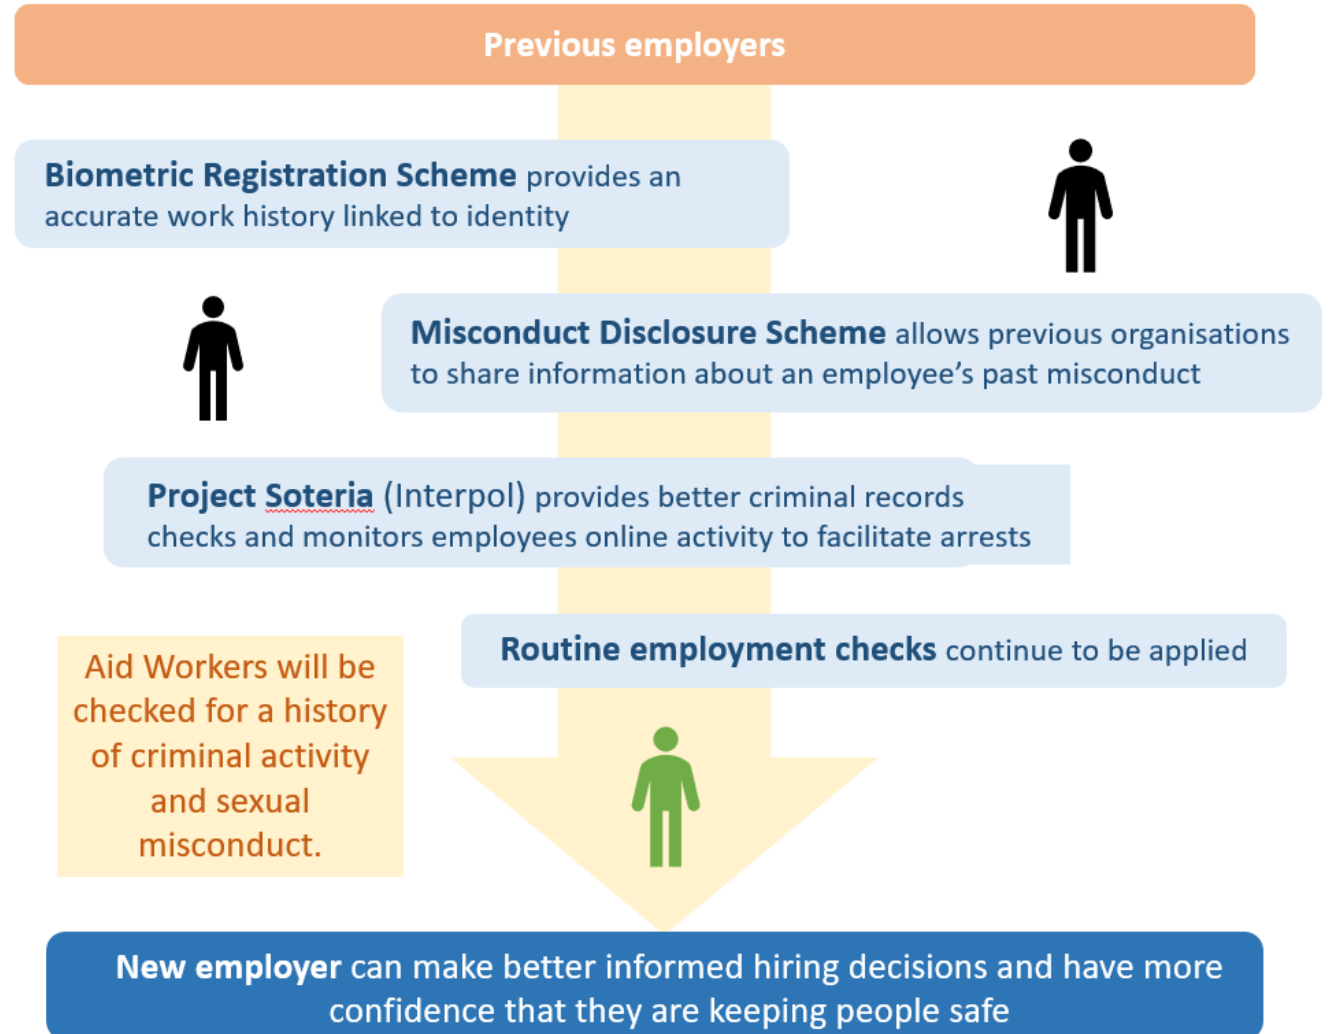 Previous employers
Biometric Registration Scheme provides an
accurate work history linked to identity
Misconduct Disclosure Scheme allows previous organisations
to share information about an employee’s past misconduct
Project Soteria (Interpol) provides better criminal records
checks and monitors employees online activity to facilitate arrests
Routine employment checks continue to be applied
Aid Workers will be
checked for a history
of criminal activity
and sexual
misconduct.
New employer can make better informed hiring decisions and have more
confidence that they are keeping people safe